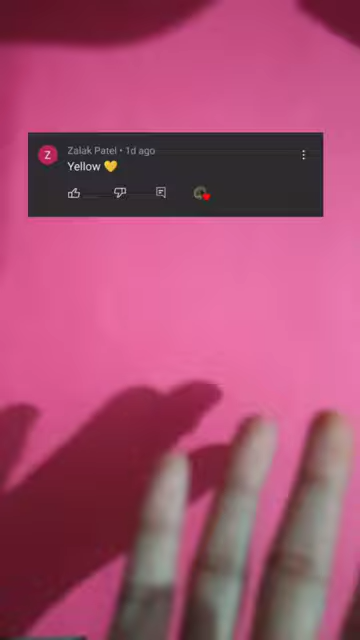 Z
Zalak Patel • 1d ago
Yellow 💛